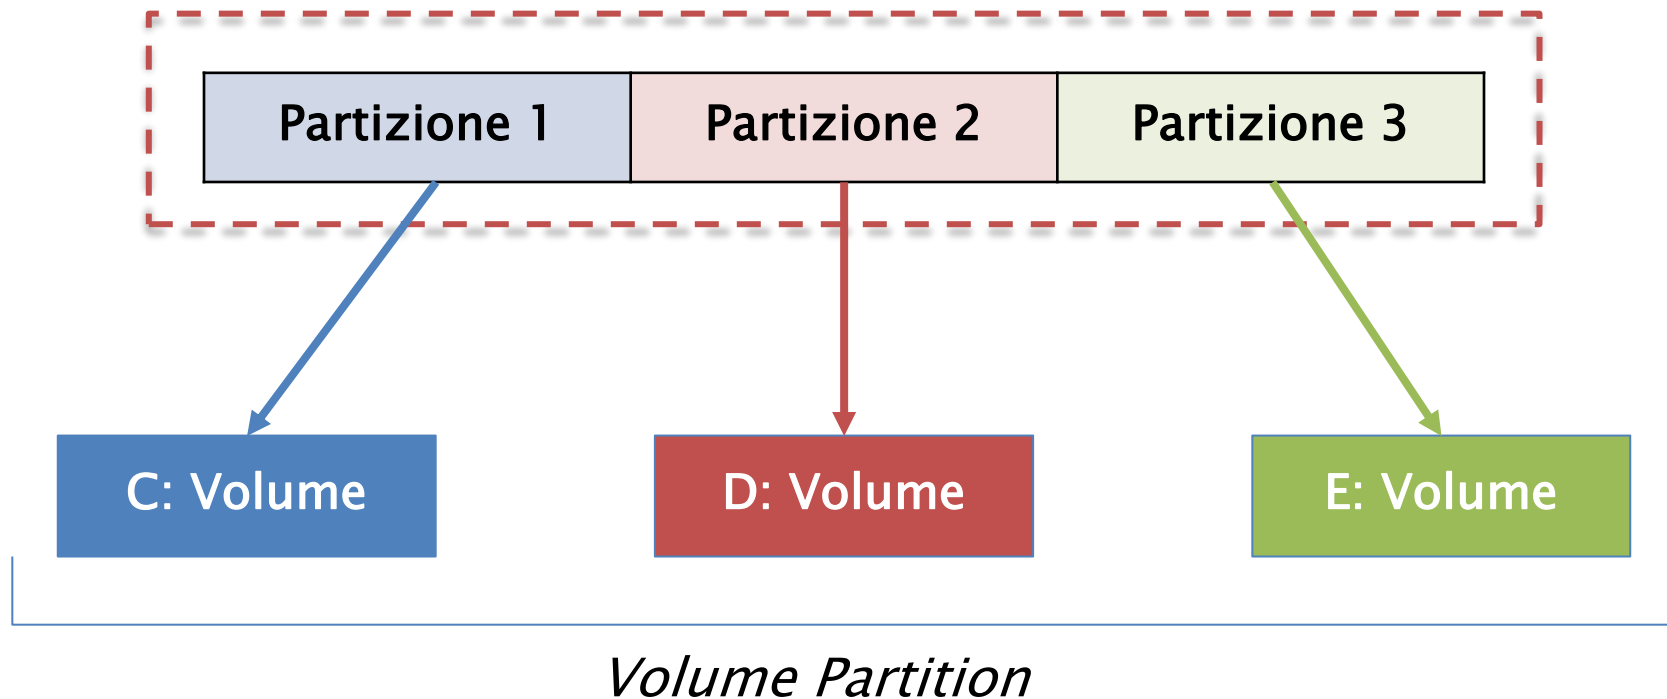 Partizione 1 Partizione 2 Partizione 3
C: Volume D: Volume E: Volume
Volume Partition